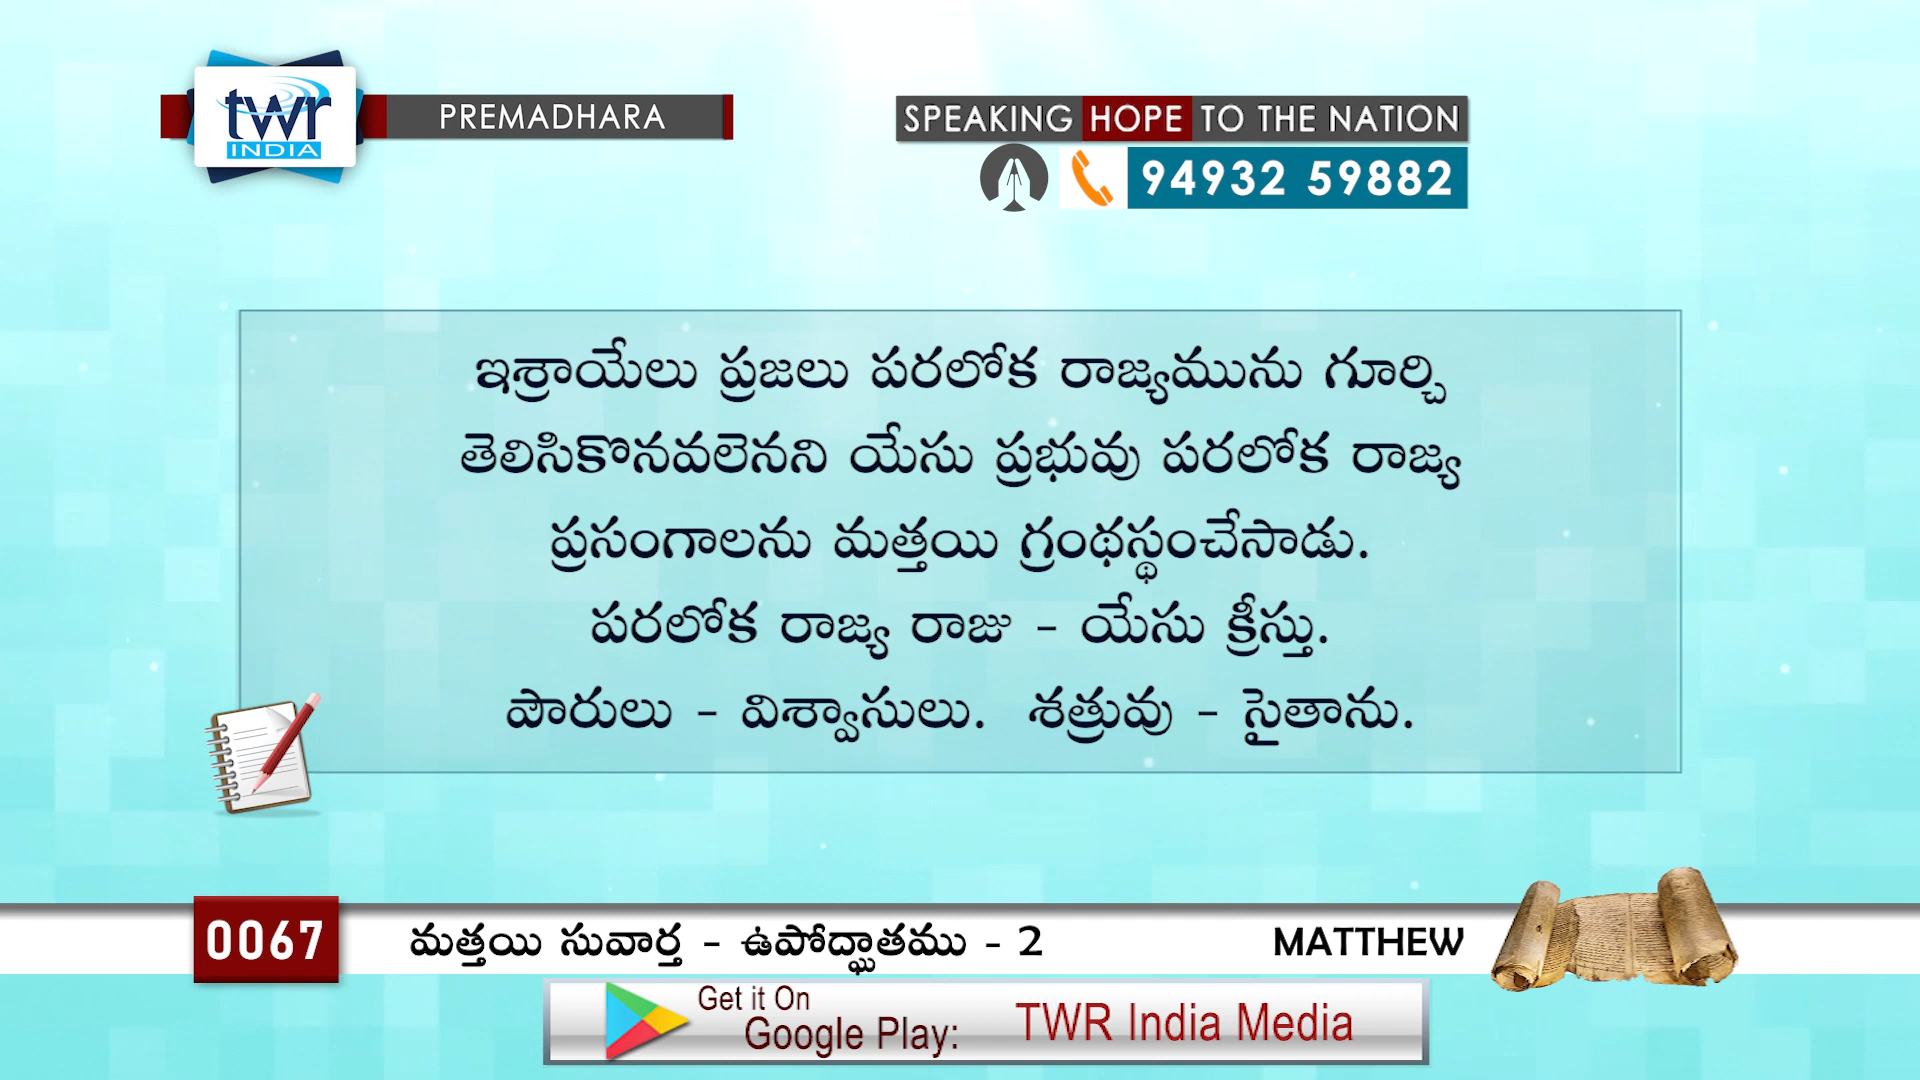 twr
INDIA
PREMADHARA
SPEAKING HOPE TO THE NATION
94932 59882
ఇశ్రాయేలు ప్రజలు పరలోక రాజ్యమును గూర్చి
తెలిసికొనవలెనని యేసు ప్రభువు పరలోక రాజ్య
ప్రసంగాలను మత్తయి గ్రంథస్థంచేసాడు.
పరలోక రాజ్య రాజు - యేసు క్రీస్తు.
పౌరులు - విశ్వాసులు. శత్రువు - సైతాను.
0067 మత్తయి సువార్త - ఉపోద్ఘాతము - 2 MATTHEW
Get it On
Google Play: TWR India Media